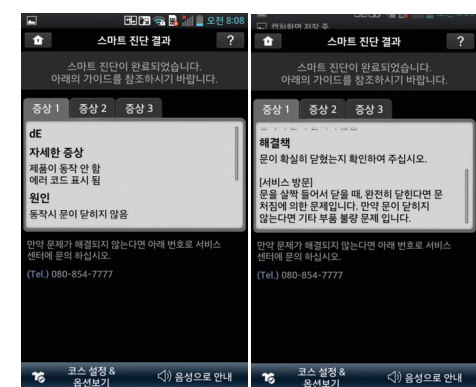 오전 8:08
스마트 진단 결과
?
스마트 진단이 완료되었습니다.
아래의 가이드를 참조하시기 바랍니다.
증상 1
증상 2
증상 3
dE
자세한 증상
제품이 동작 안 함
에러 코드 표시 됨
원인
동작시 문이 닫히지 않음
만약 문제가 해결되지 않는다면 아래 번호로 서비스
센터에 문의 하십시오.
(Tel.) 080-854-7777
코스 설정 &
옵션보기
음성으로 안내
캡처화면 저장 중
스마트 진단 결과
?
스마트 진단이 완료되었습니다.
아래의 가이드를 참조하시기 바랍니다.
증상 1
증상 2
증상 3
해결책
문이 확실히 닫혔는지 확인하여 주십시오.
[서비스 방문]
문을 살짝 들어서 닫을 때, 완전히 닫힌다면 문
처짐에 의한 문제입니다. 만약 문이 닫히지
않는다면 기타 부품 불량 문제 입니다.
만약 문제가 해결되지 않는다면 아래 번호로 서비스
센터에 문의 하십시오.
(Tel.) 080-854-7777
코스 설정 &
옵션보기
음성으로 안내